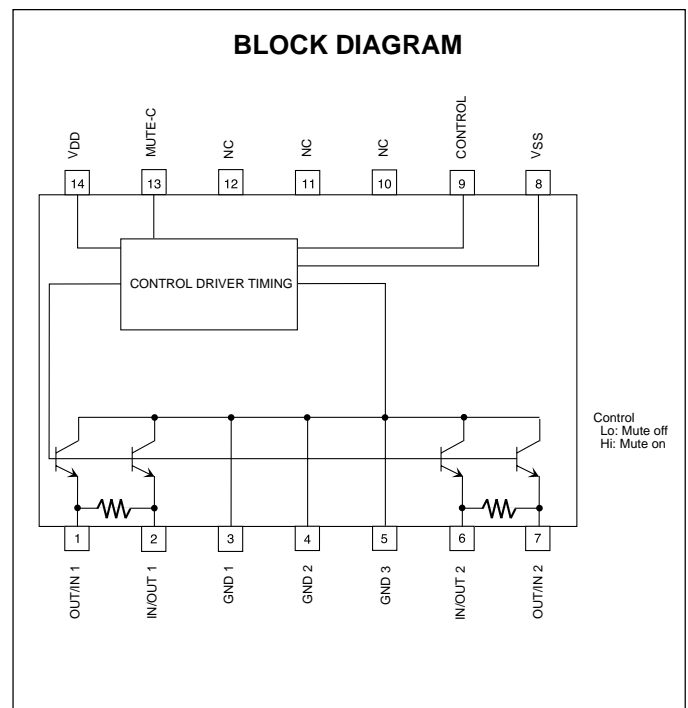 BLOCK DIAGRAM
VDD
MUTE-C
NC
NC
NC
CONTROL
VSS
14
13
12
11
10
9
8
CONTROL DRIVER TIMING
Control
Lo: Mute off
Hi: Mute on
1
2
3
4
5
6
7
OUT/IN 1
IN/OUT 1
GND 1
GND 2
GND 3
IN/OUT 2
OUT/IN 2